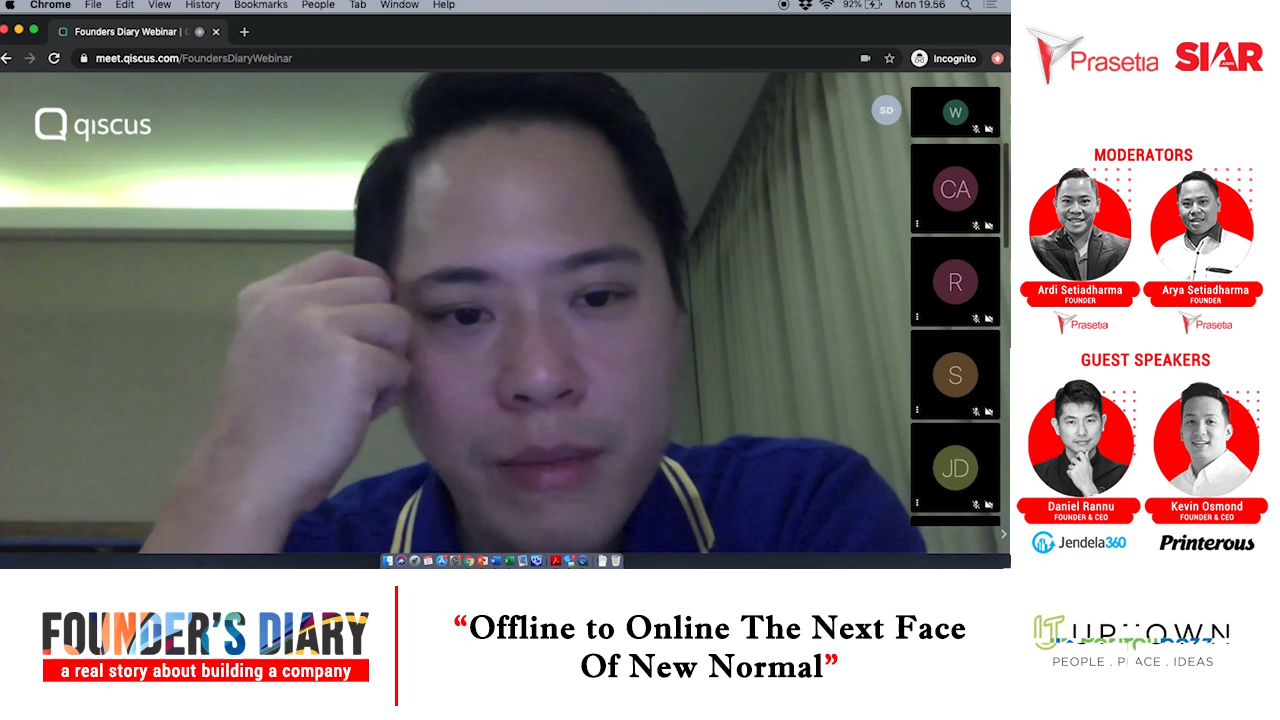 Chrome File Edit View History Bookmarks People Tab Window Help
92% Mon 19.56
Founders Diary Webinar |
meet.qiscus.com/FoundersDiaryWebinar
Incognito
qiscus
SD
W
CA
R
S
JD
Prasetia
SIAR
.com
MODERATORS
Ardi Setiadharma
FOUNDER
Prasetia
Arya Setiadharma
FOUNDER
Prasetia
GUEST SPEAKERS
Daniel Rannu
FOUNDER & CEO
Jendela360
Kevin Osmond
FOUNDER & CEO
Printerous
FOUNDER'S DIARY
a real story about building a company
“Offline to Online The Next Face
Of New Normal”
UPTOWN
PEOPLE . PLACE . IDEAS